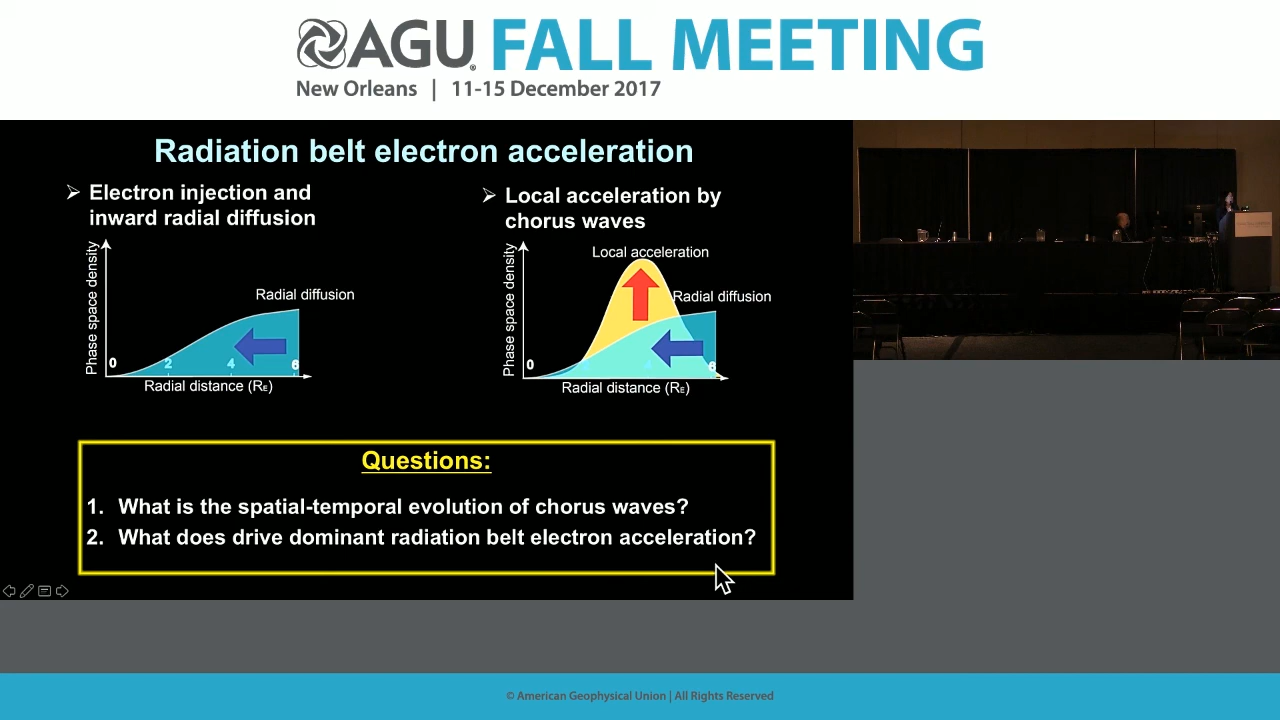 AGU FALL MEETING
New Orleans | 11-15 December 2017
Radiation belt electron acceleration
Electron injection and
inward radial diffusion
Phase space density
Radial diffusion
0 2 4 6
Radial distance (RE)
Local acceleration by
chorus waves
Phase space density
Local acceleration
Radial diffusion
0 2 4 6
Radial distance (RE)
Questions:
1. What is the spatial-temporal evolution of chorus waves?
2. What does drive dominant radiation belt electron acceleration?
© American Geophysical Union | All Rights Reserved